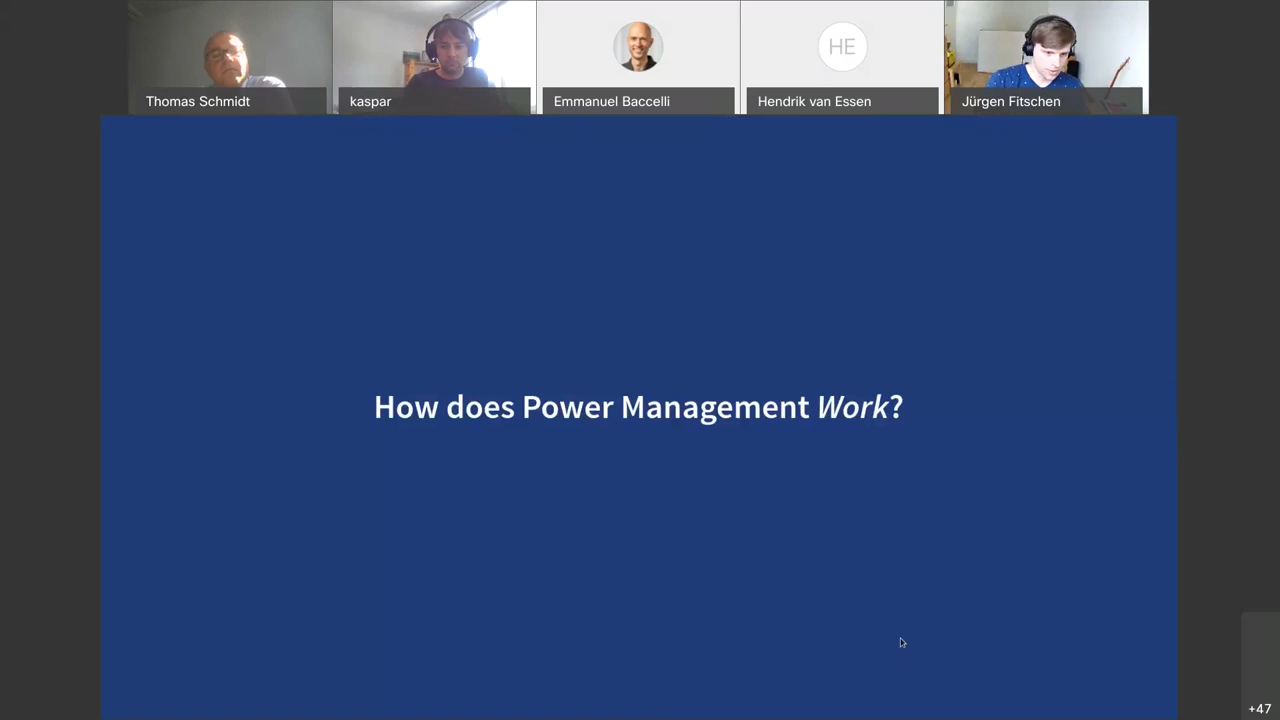 Thomas Schmidt
kaspar
Emmanuel Baccelli
HE
Hendrik van Essen
Jürgen Fitschen
How does Power Management Work?
+47